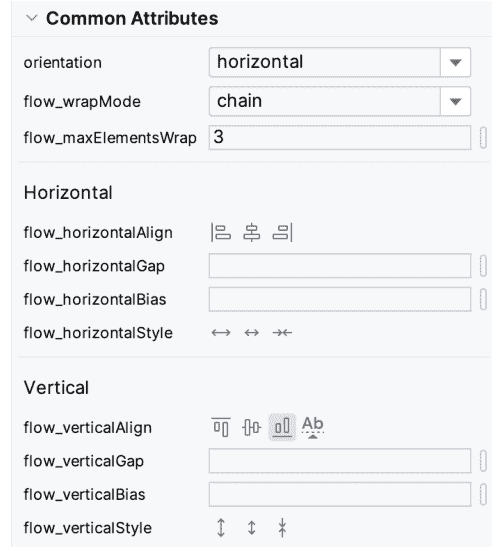 Common Attributes
orientation horizontal
flow_wrapMode chain
flow_maxElementsWrap 3
Horizontal
flow_horizontalAlign
flow_horizontalGap
flow_horizontalBias
flow_horizontalStyle
Vertical
flow_verticalAlign Ab
flow_verticalGap
flow_verticalBias
flow_verticalStyle